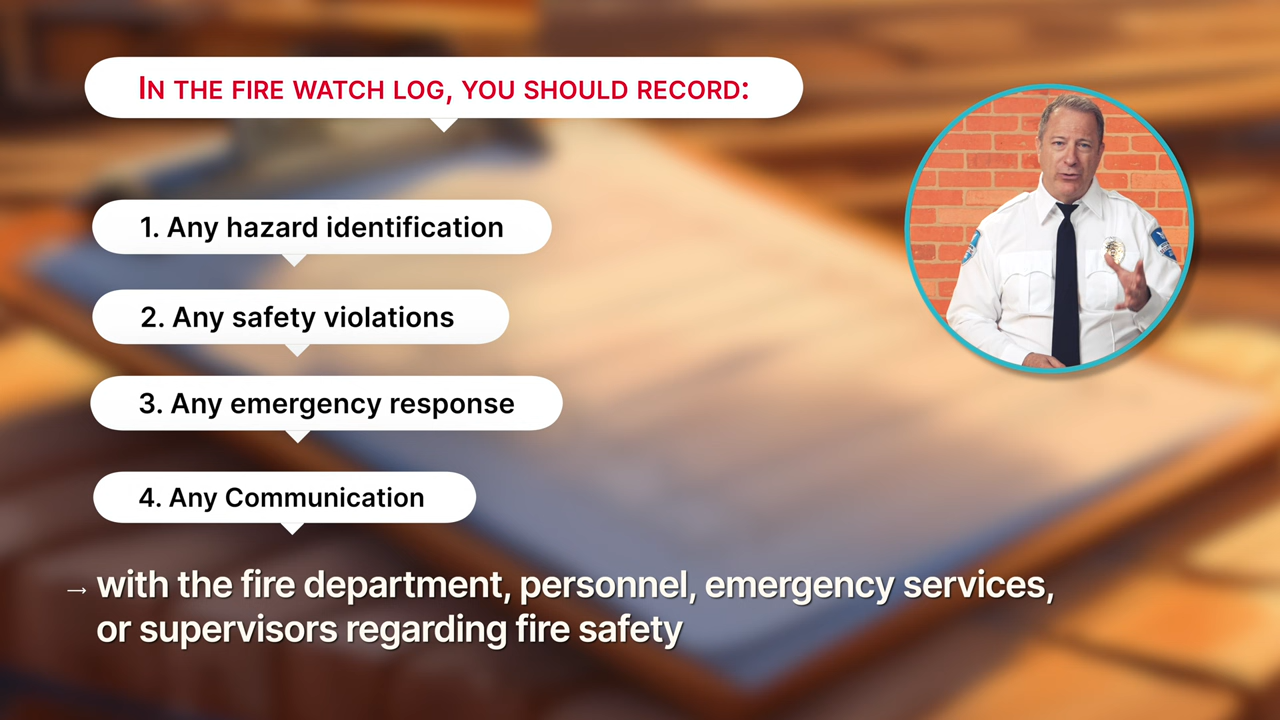 IN THE FIRE WATCH LOG, YOU SHOULD RECORD:
1. Any hazard identification
2. Any safety violations
3. Any emergency response
4. Any Communication
→ with the fire department, personnel, emergency services,
or supervisors regarding fire safety